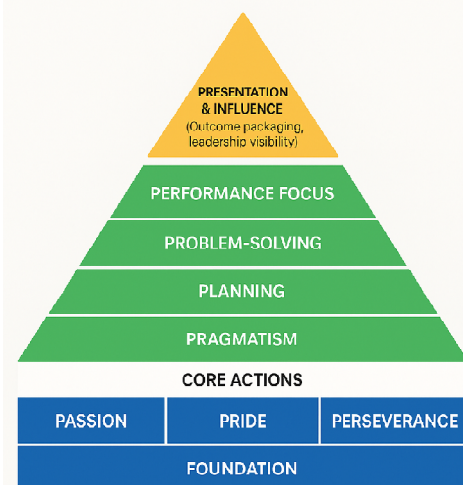 PRESENTATION
& INFLUENCE
(Outcome packaging,
leadership visibility)
PERFORMANCE FOCUS
PROBLEM-SOLVING
PLANNING
PRAGMATISM
CORE ACTIONS
PASSION
PRIDE
PERSEVERANCE
FOUNDATION